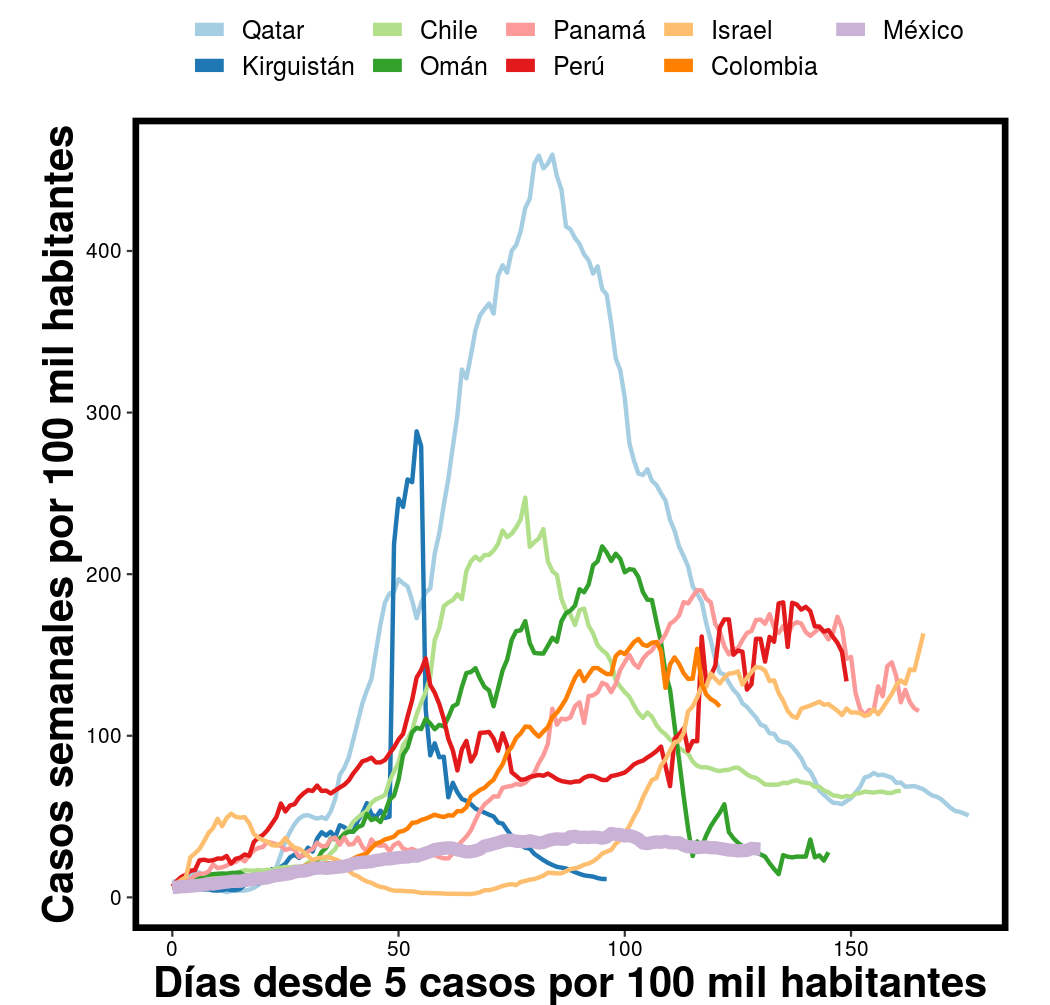 Qatar Chile Panamá Israel México
Kirguistán Omán Perú Colombia
Casos semanales por 100 mil habitantes
400
300
200
100
0
0 50 100 150
Días desde 5 casos por 100 mil habitantes